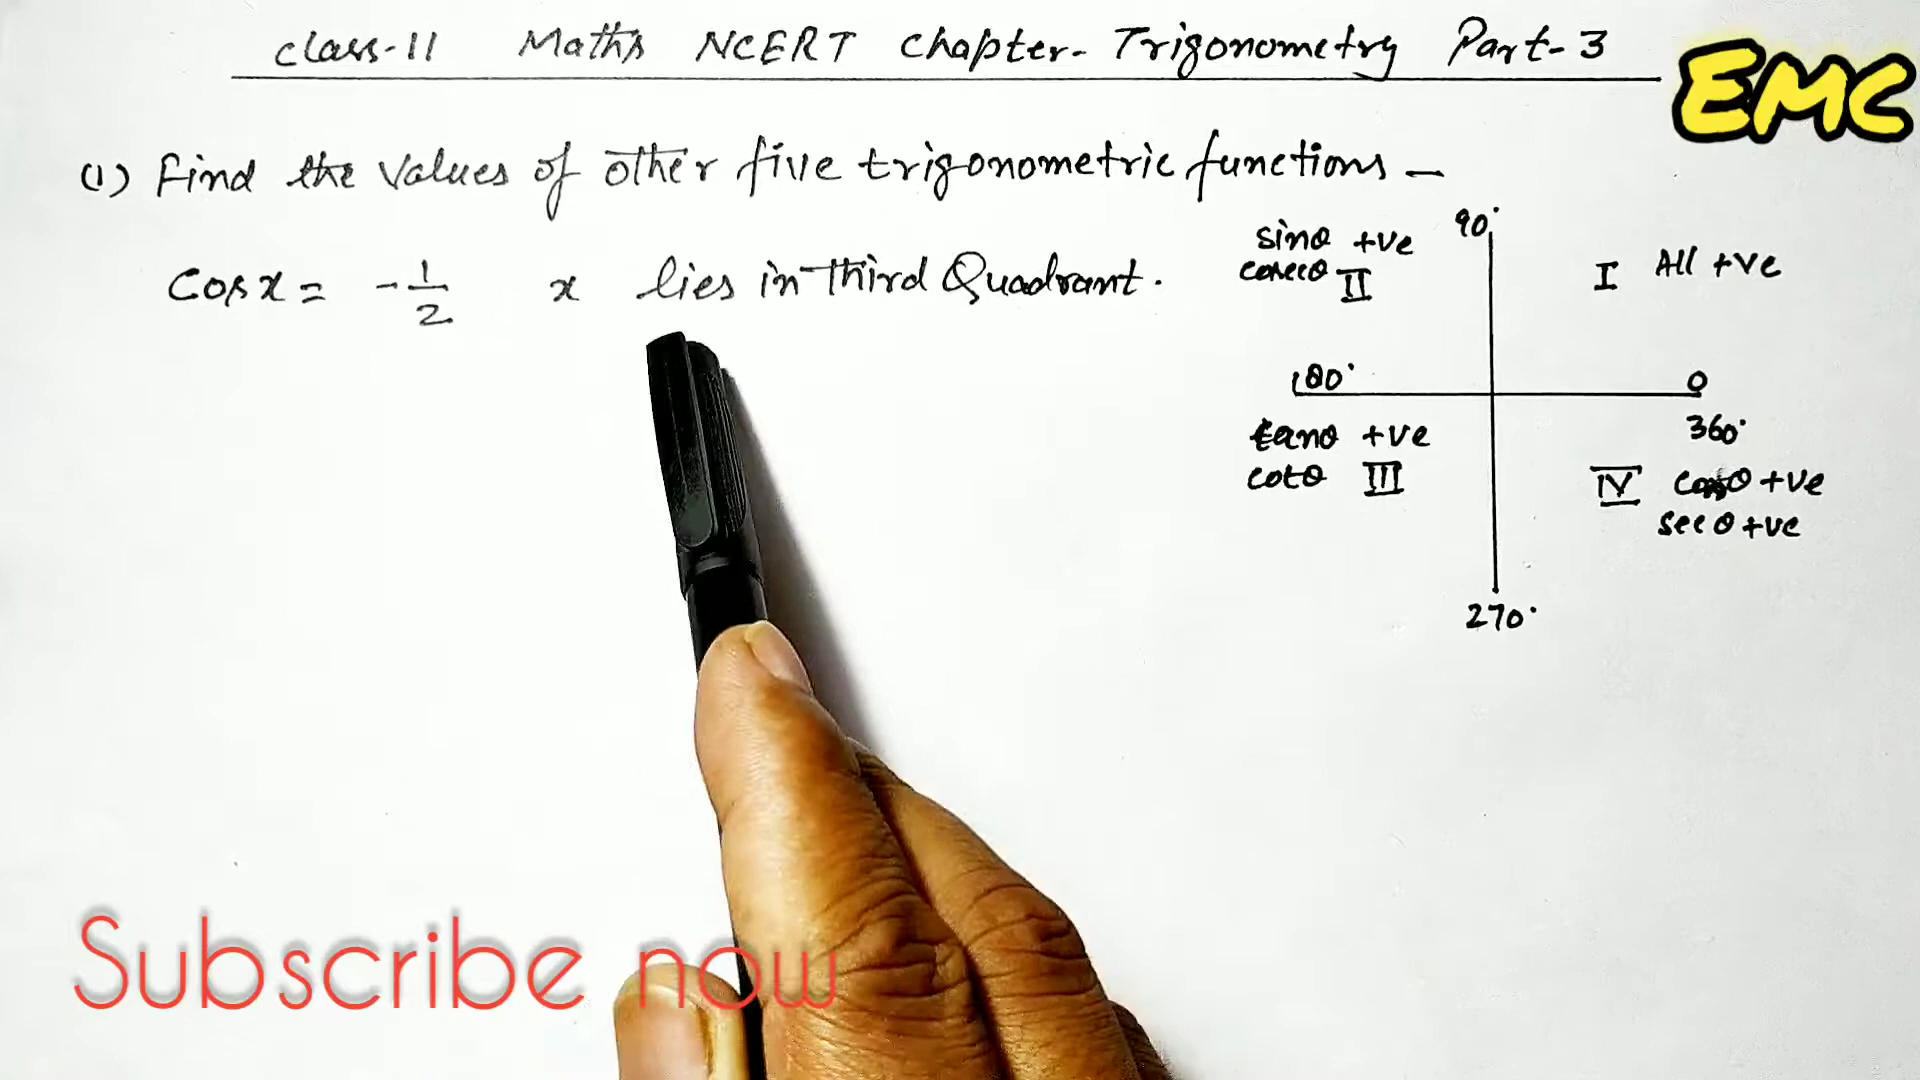 class-11 Maths NCERT Chapter- Trigonometry Part-3
EMC
(1) Find the values of other five trigonometric functions -
Cosx = -1/2 x lies in third Quadrant.
90°
sinθ +ve
cosecθ II
I All +ve
180°
0
360°
tanθ +ve
cotθ III
IV cosθ +ve
secθ +ve
270°
Subscribe now